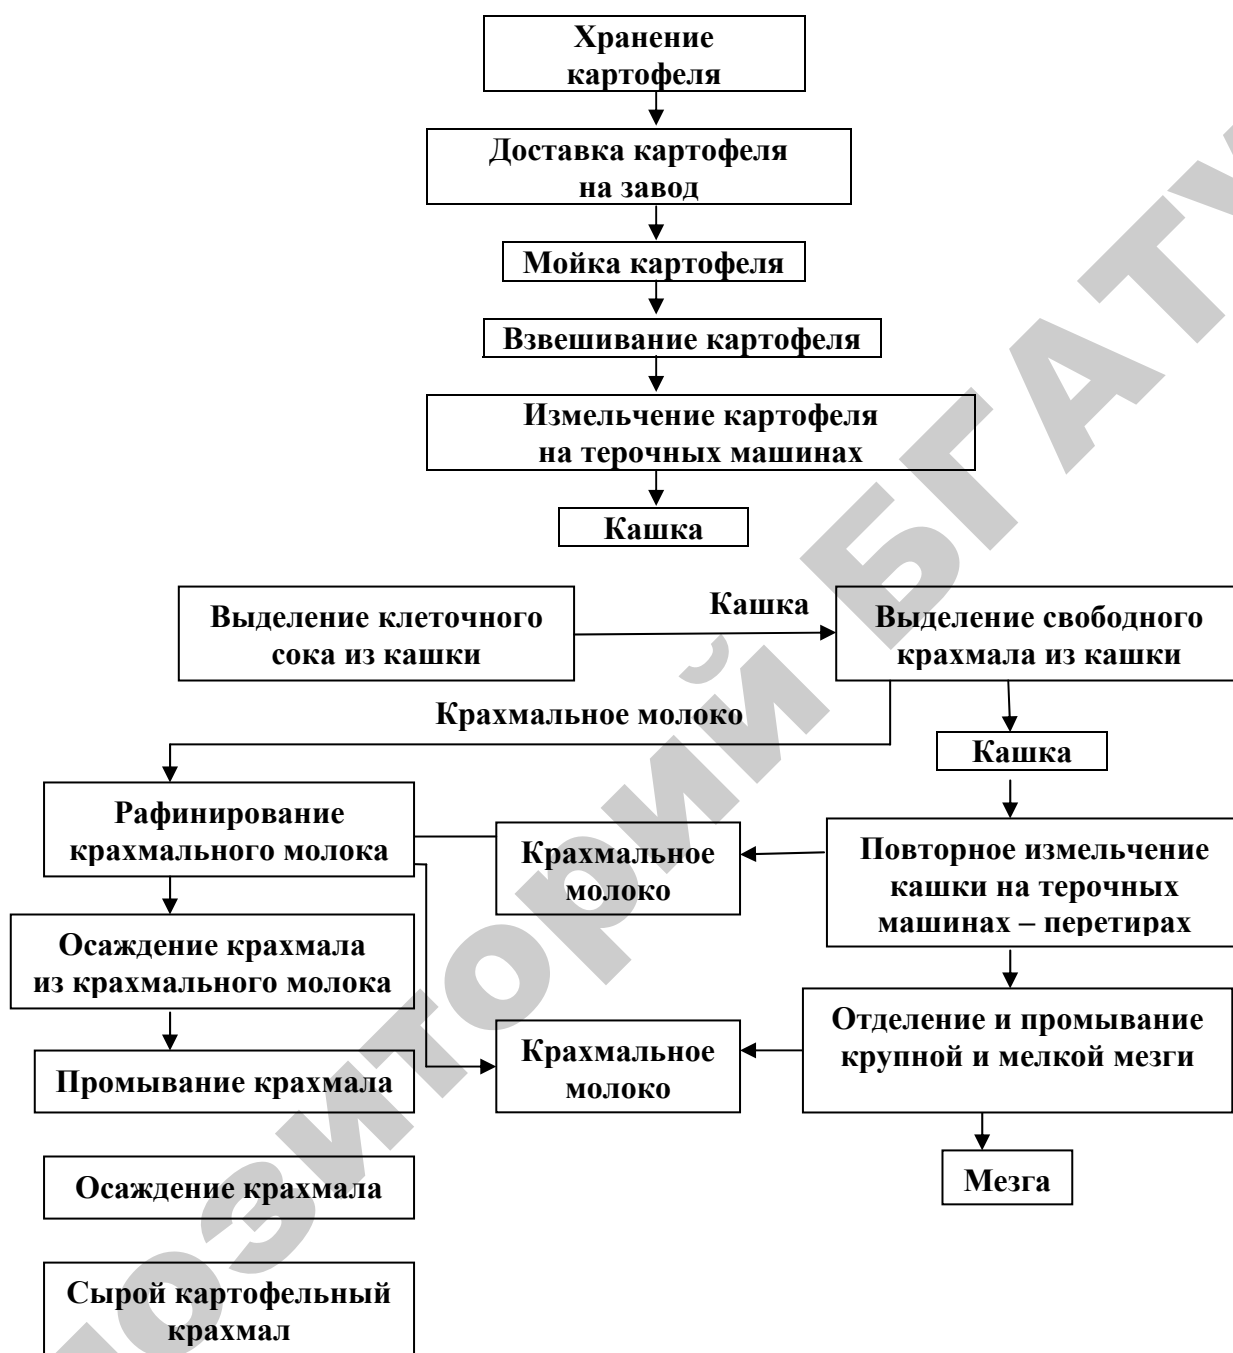 Хранение
картофеля
Доставка картофеля
на завод
Мойка картофеля
Взвешивание картофеля
Измельчение картофеля
на терочных машинах
Кашка
Выделение клеточного
сока из кашки
Кашка
Выделение свободного
крахмала из кашки
Крахмальное молоко
Кашка
Рафинирование
крахмального молока
Крахмальное
молоко
Повторное измельчение
кашки на терочных
машинах – перетирах
Осаждение крахмала
из крахмального молока
Отделение и промывание
крупной и мелкой мезги
Крахмальное
молоко
Промывание крахмала
Мезга
Осаждение крахмала
Сырой картофельный
крахмал
позиторий БГАТУ